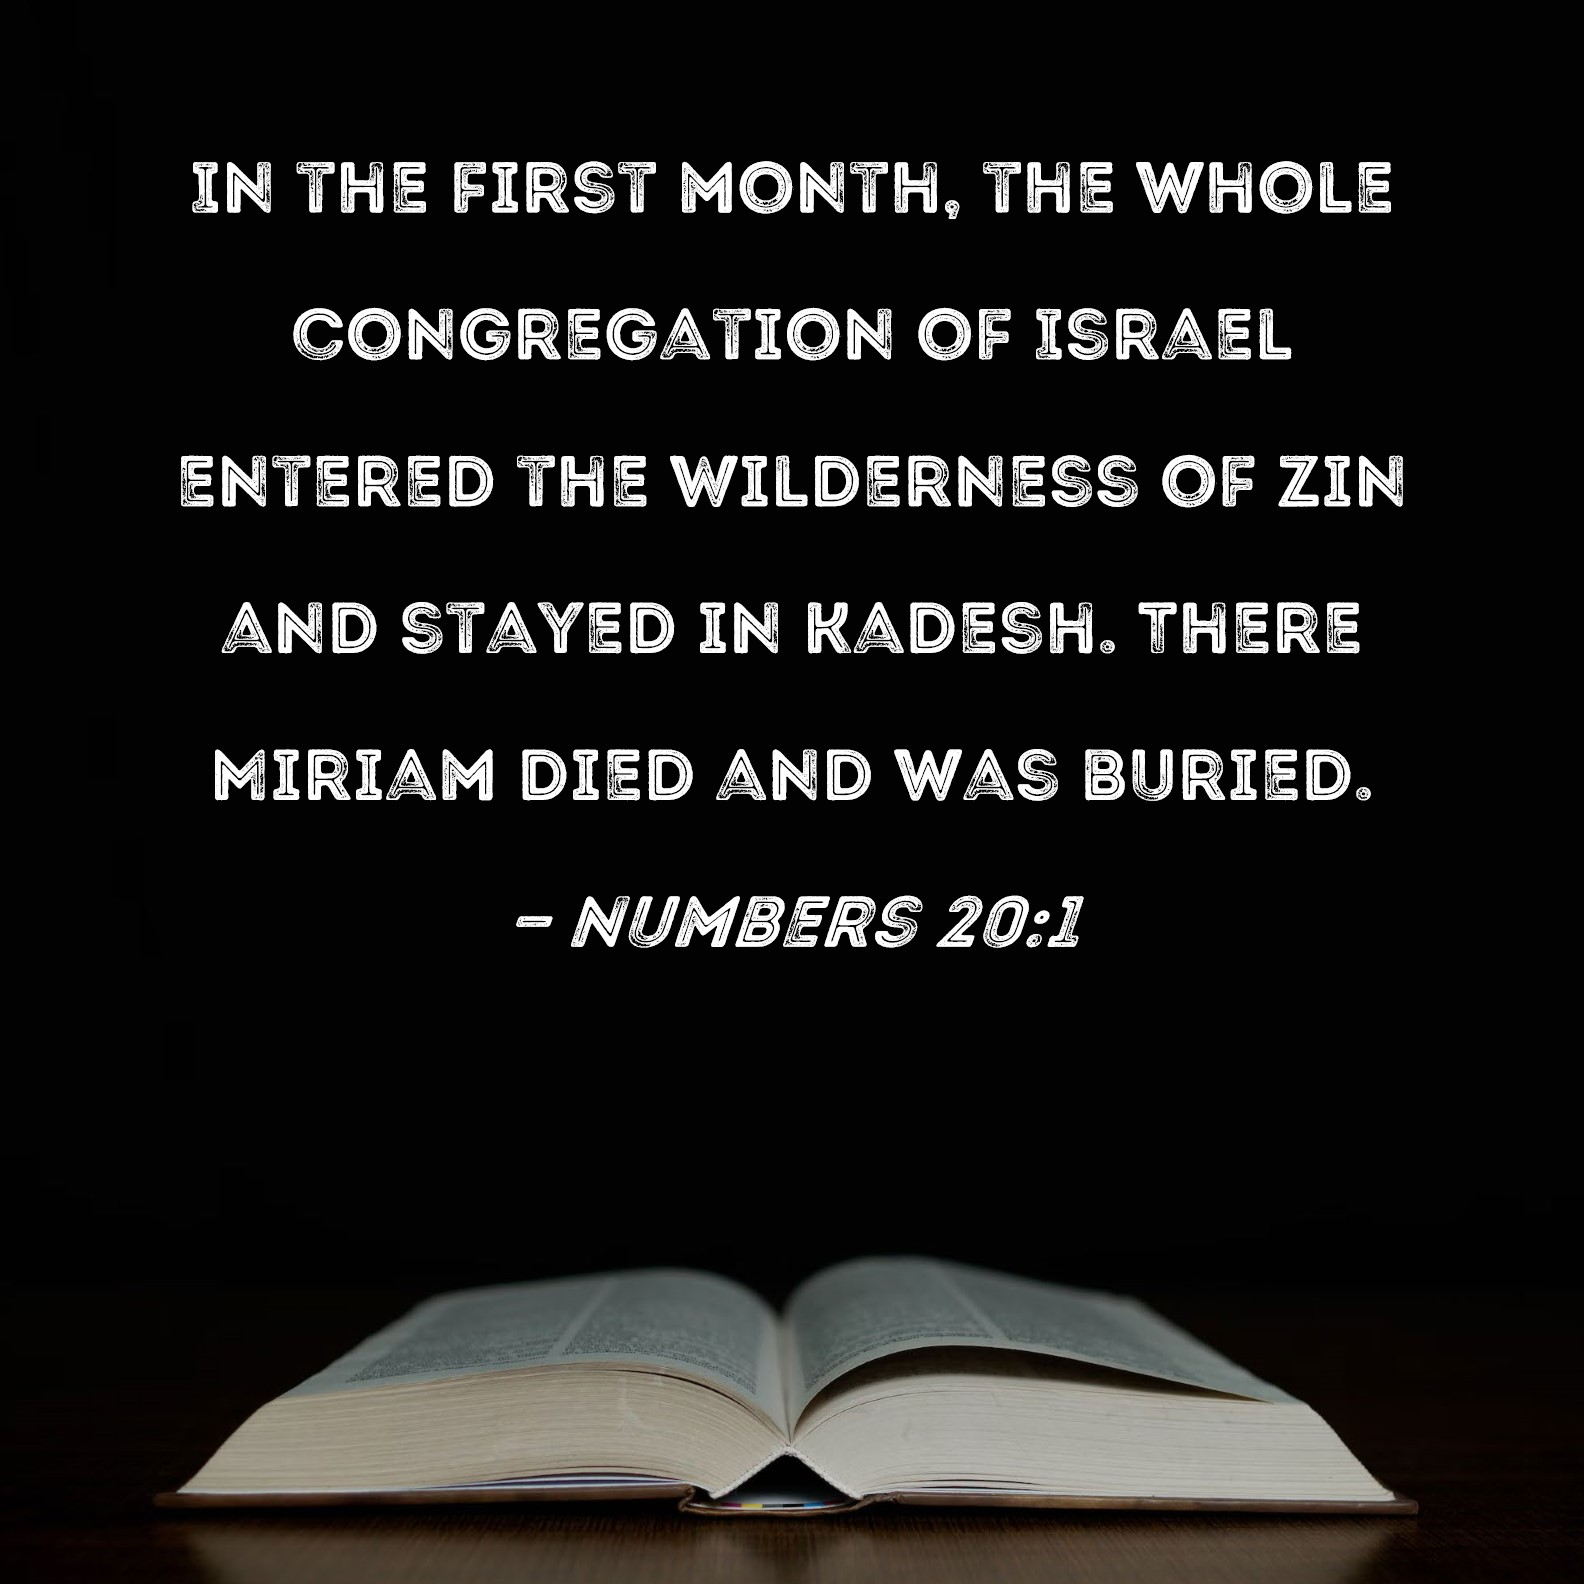 IN THE FIRST MONTH, THE WHOLE
CONGREGATION OF ISRAEL
ENTERED THE WILDERNESS OF ZIN
AND STAYED IN KADESH. THERE
MIRIAM DIED AND WAS BURIED.
– NUMBERS 20:1